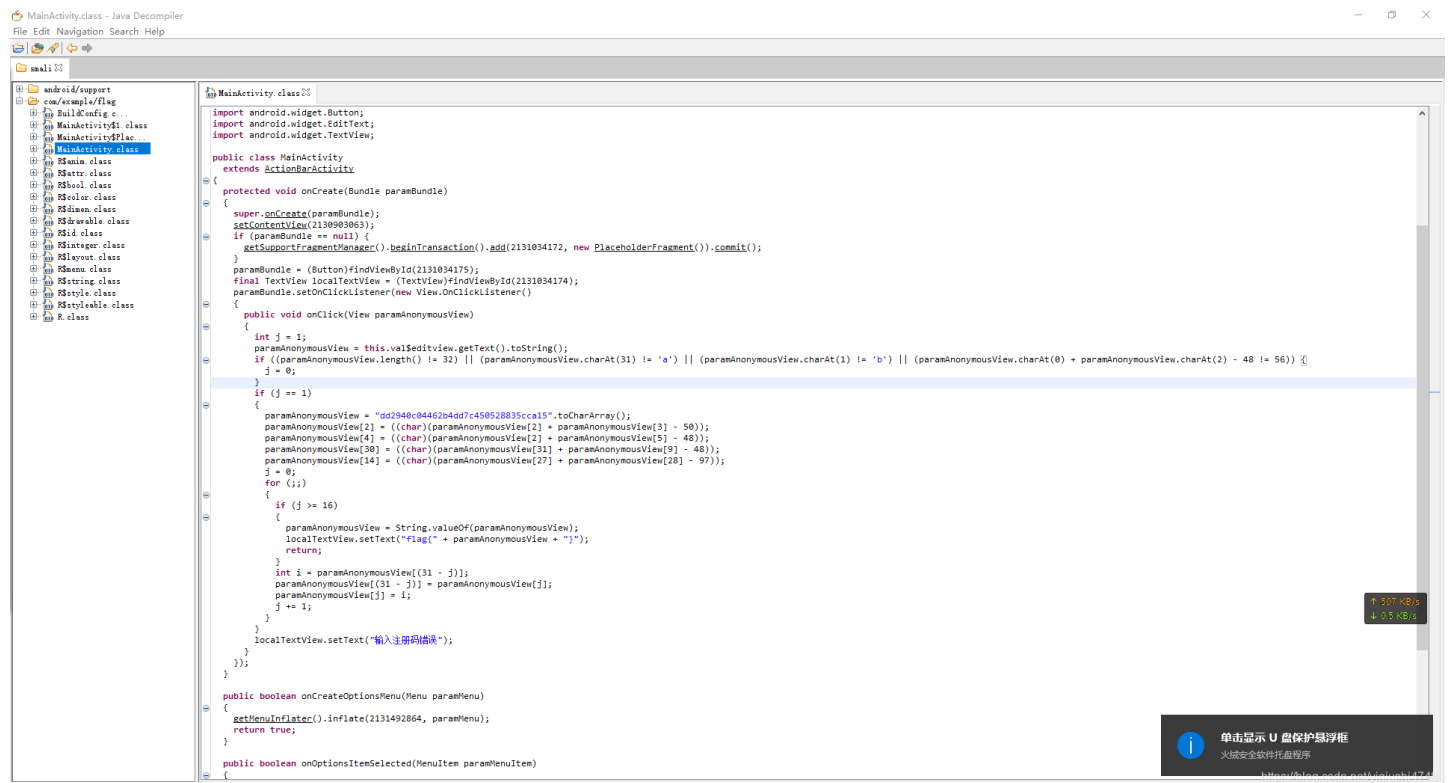 MainActivity.class - Java Decompiler
File Edit Navigation Search Help
smali
android/support
com/example/flag
BuildConfig.c...
MainActivity$1.class
MainActivity$Plac...
MainActivity.class
R$anim.class
R$attr.class
R$bool.class
R$color.class
R$dimen.class
R$drawable.class
R$id.class
R$integer.class
R$layout.class
R$menu.class
R$string.class
R$style.class
R$styleable.class
R.class
MainActivity.class
import android.widget.Button;
import android.widget.EditText;
import android.widget.TextView;
public class MainActivity
extends ActionBarActivity
{
protected void onCreate(Bundle paramBundle)
{
super.onCreate(paramBundle);
setContentView(2130903063);
if (paramBundle == null) {
getSupportFragmentManager().beginTransaction().add(2131034172, new PlaceholderFragment()).commit();
}
paramBundle = (Button)findViewById(2131034175);
final TextView localTextView = (TextView)findViewById(2131034174);
paramBundle.setOnClickListener(new View.OnClickListener()
{
public void onClick(View paramAnonymousView)
{
int j = 1;
paramAnonymousView = this.val$editview.getText().toString();
if ((paramAnonymousView.length() != 32) || (paramAnonymousView.charAt(31) != 'a') || (paramAnonymousView.charAt(1) != 'b') || (paramAnonymousView.charAt(0) + paramAnonymousView.charAt(2) - 48 != 56)) {
j = 0;
}
if (j == 1)
{
paramAnonymousView = "dd2940c04462b4dd7c450528835cca15".toCharArray();
paramAnonymousView[2] = ((char)(paramAnonymousView[2] + paramAnonymousView[3] - 50));
paramAnonymousView[4] = ((char)(paramAnonymousView[2] + paramAnonymousView[5] - 48));
paramAnonymousView[30] = ((char)(paramAnonymousView[31] + paramAnonymousView[9] - 48));
paramAnonymousView[14] = ((char)(paramAnonymousView[27] + paramAnonymousView[28] - 97));
j = 0;
for (;;)
{
if (j >= 16)
{
paramAnonymousView = String.valueOf(paramAnonymousView);
localTextView.setText("flag{" + paramAnonymousView + "}");
return;
}
int i = paramAnonymousView[(31 - j)];
paramAnonymousView[(31 - j)] = paramAnonymousView[j];
paramAnonymousView[j] = i;
j += 1;
}
}
localTextView.setText("输入注册码错误");
}
});
}
public boolean onCreateOptionsMenu(Menu paramMenu)
{
getMenuInflater().inflate(2131492864, paramMenu);
return true;
}
public boolean onOptionsItemSelected(MenuItem paramMenuItem)
{
↑ 507 KB/s
↓ 0.5 KB/s
单击显示 U 盘保护悬浮框
火绒安全软件托盘程序